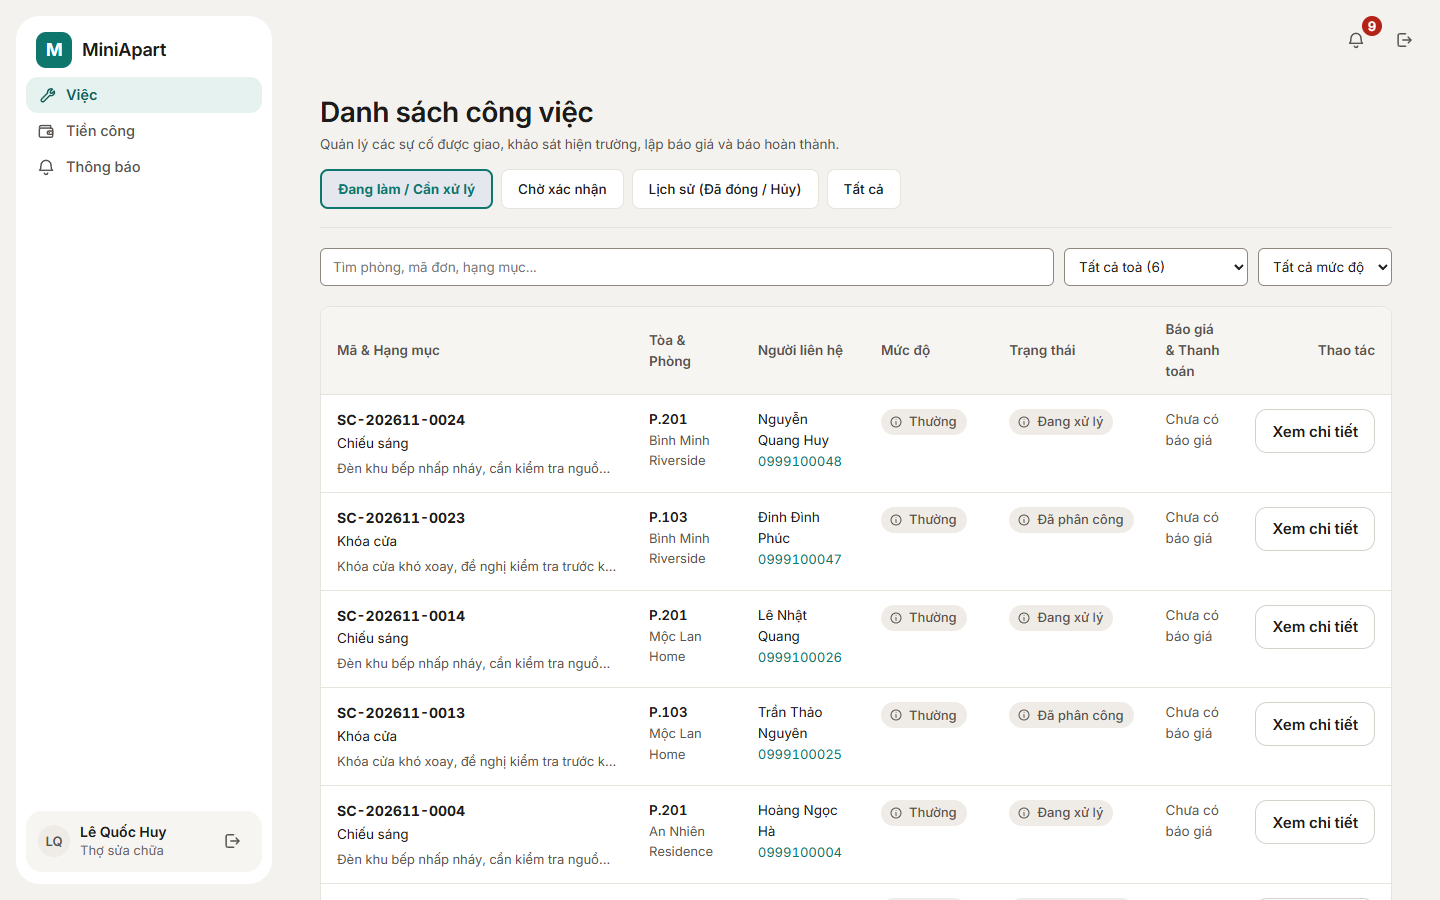 M MiniApart
Việc
Tiền công
Thông báo
LQ
Lê Quốc Huy
Thợ sửa chữa
9
Danh sách công việc
Quản lý các sự cố được giao, khảo sát hiện trường, lập báo giá và báo hoàn thành.
Đang làm / Cần xử lý
Chờ xác nhận
Lịch sử (Đã đóng / Hủy)
Tất cả
Tìm phòng, mã đơn, hạng mục...
Tất cả toà (6)
Tất cả mức độ
Mã & Hạng mục
Tòa &
Phòng
Người liên hệ
Mức độ
Trạng thái
Báo giá
& Thanh
toán
Thao tác
SC-202611-0024
Chiếu sáng
Đèn khu bếp nhấp nháy, cần kiểm tra nguồ...
P.201
Bình Minh
Riverside
Nguyễn
Quang Huy
0999100048
Thường
Đang xử lý
Chưa có
báo giá
Xem chi tiết
SC-202611-0023
Khóa cửa
Khóa cửa khó xoay, đề nghị kiểm tra trước k...
P.103
Bình Minh
Riverside
Đinh Đình
Phúc
0999100047
Thường
Đã phân công
Chưa có
báo giá
Xem chi tiết
SC-202611-0014
Chiếu sáng
Đèn khu bếp nhấp nháy, cần kiểm tra nguồ...
P.201
Mộc Lan
Home
Lê Nhật
Quang
0999100026
Thường
Đang xử lý
Chưa có
báo giá
Xem chi tiết
SC-202611-0013
Khóa cửa
Khóa cửa khó xoay, đề nghị kiểm tra trước k...
P.103
Mộc Lan
Home
Trần Thảo
Nguyên
0999100025
Thường
Đã phân công
Chưa có
báo giá
Xem chi tiết
SC-202611-0004
Chiếu sáng
Đèn khu bếp nhấp nháy, cần kiểm tra nguồ...
P.201
An Nhiên
Residence
Hoàng Ngọc
Hà
0999100004
Thường
Đang xử lý
Chưa có
báo giá
Xem chi tiết